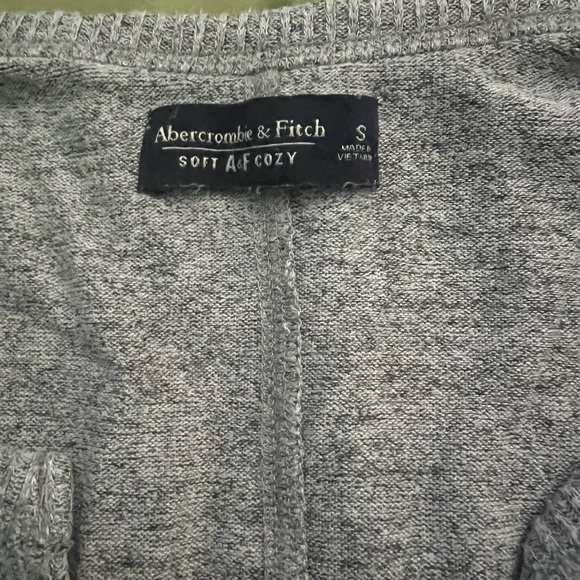 Abercrombie & Fitch
SOFT A&F COZY
S
MADE IN
VIETNAM